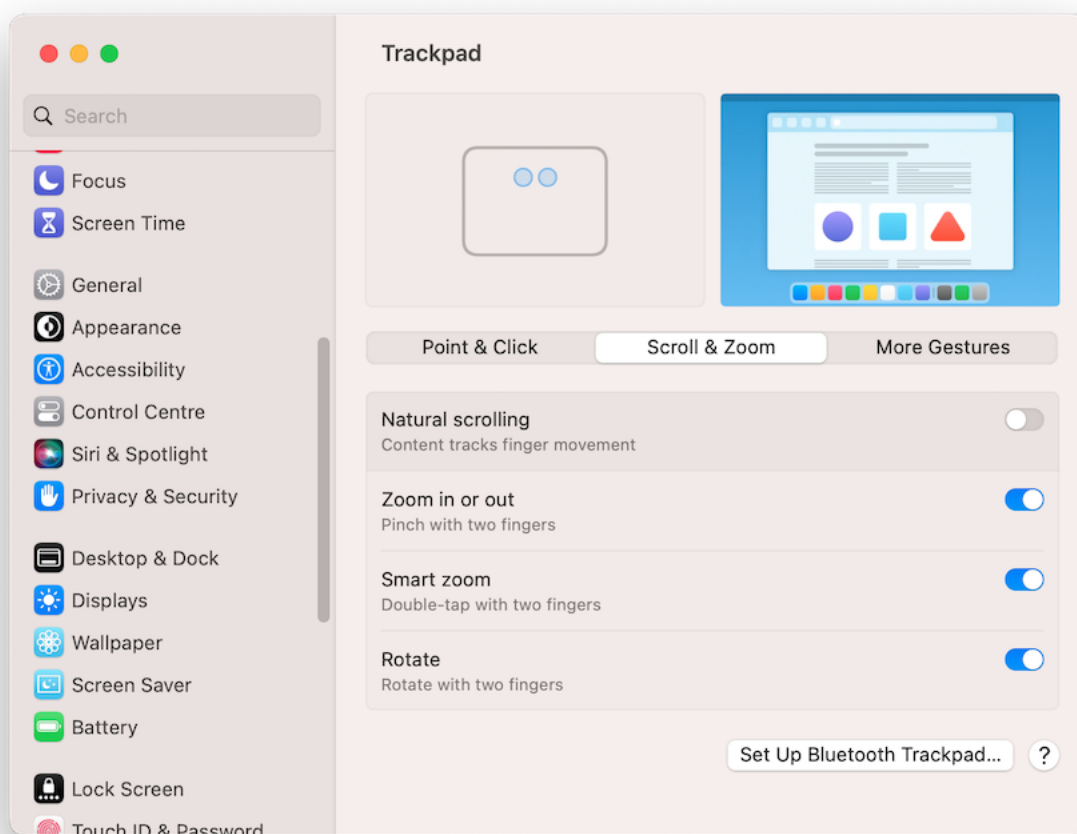 Trackpad
Search
Focus
Screen Time
General
Appearance
Accessibility
Control Centre
Siri & Spotlight
Privacy & Security
Desktop & Dock
Displays
Wallpaper
Screen Saver
Battery
Lock Screen
Touch ID & Password
Point & Click
Scroll & Zoom
More Gestures
Natural scrolling
Content tracks finger movement
Zoom in or out
Pinch with two fingers
Smart zoom
Double-tap with two fingers
Rotate
Rotate with two fingers
Set Up Bluetooth Trackpad...
?